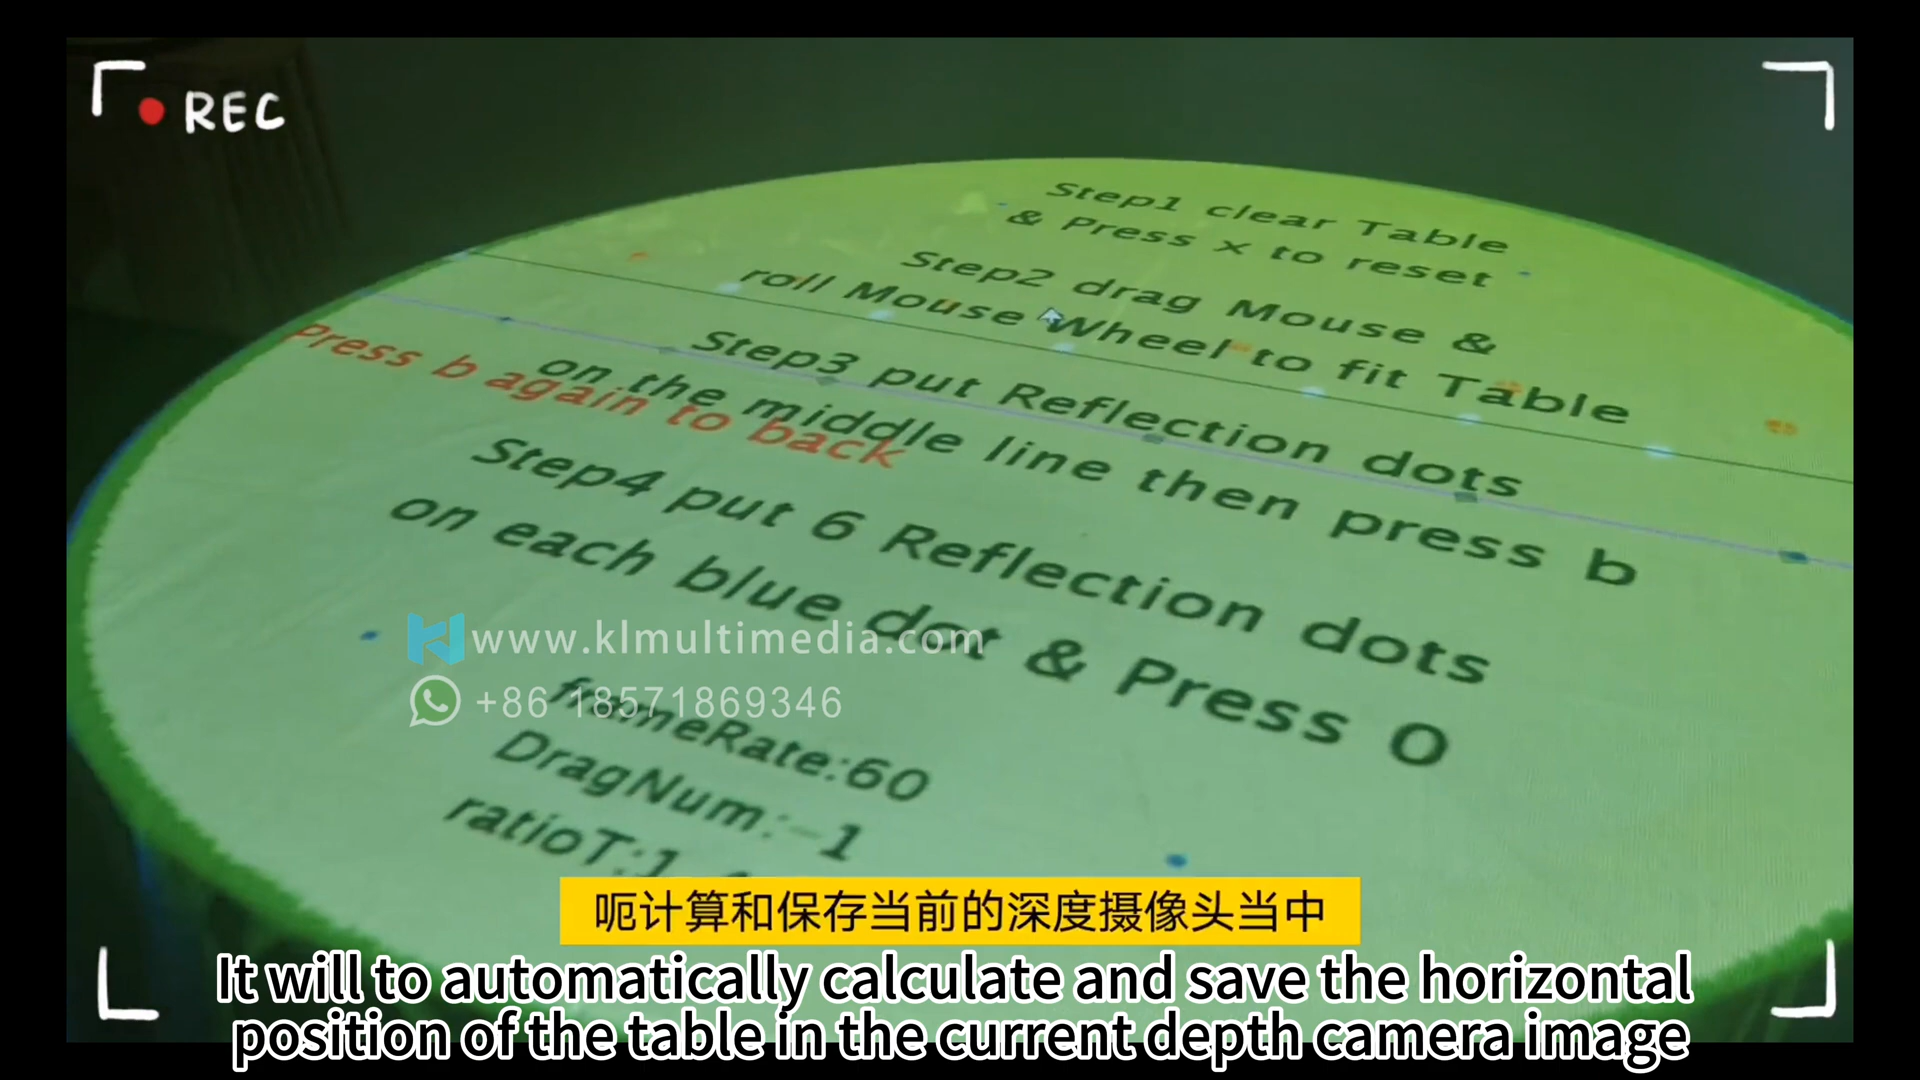 REC
Step1 clear Table
& Press x to reset
Step2 drag Mouse &
roll Mouse Wheel to fit Table
Step3 put Reflection dots
on the middle line then press b
Press b again to back
Step4 put 6 Reflection dots
on each blue dot & Press O
www.klmultimedia.com
+86 18571869346
frameRate:60
DragNum:-1
ratioT:1
呃计算和保存当前的深度摄像头当中
It will to automatically calculate and save the horizontal
position of the table in the current depth camera image